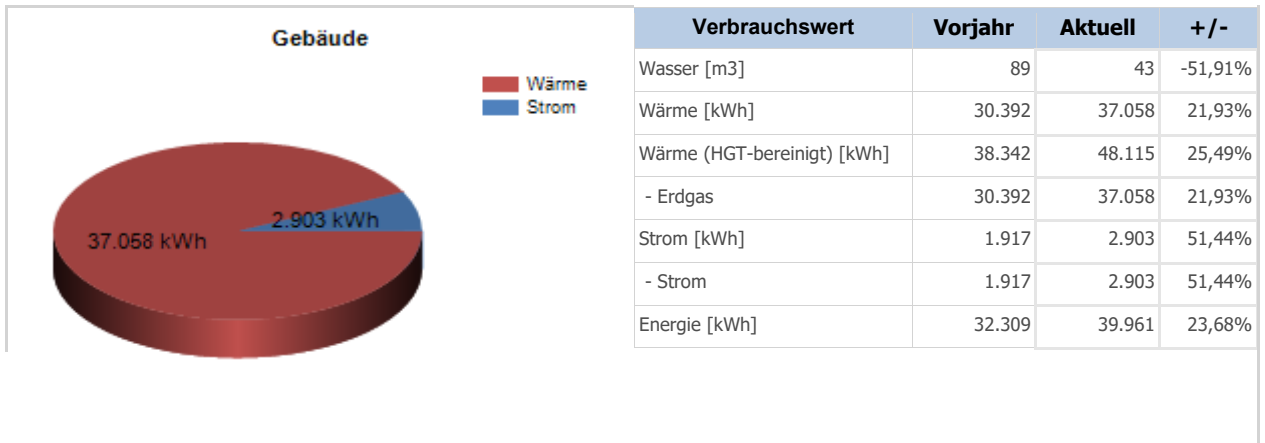 Gebäude
Wärme
Strom
2.903 kWh
37.058 kWh
Verbrauchswert Vorjahr Aktuell +/-
Wasser [m3] 89 43 -51,91%
Wärme [kWh] 30.392 37.058 21,93%
Wärme (HGT-bereinigt) [kWh] 38.342 48.115 25,49%
- Erdgas 30.392 37.058 21,93%
Strom [kWh] 1.917 2.903 51,44%
- Strom 1.917 2.903 51,44%
Energie [kWh] 32.309 39.961 23,68%